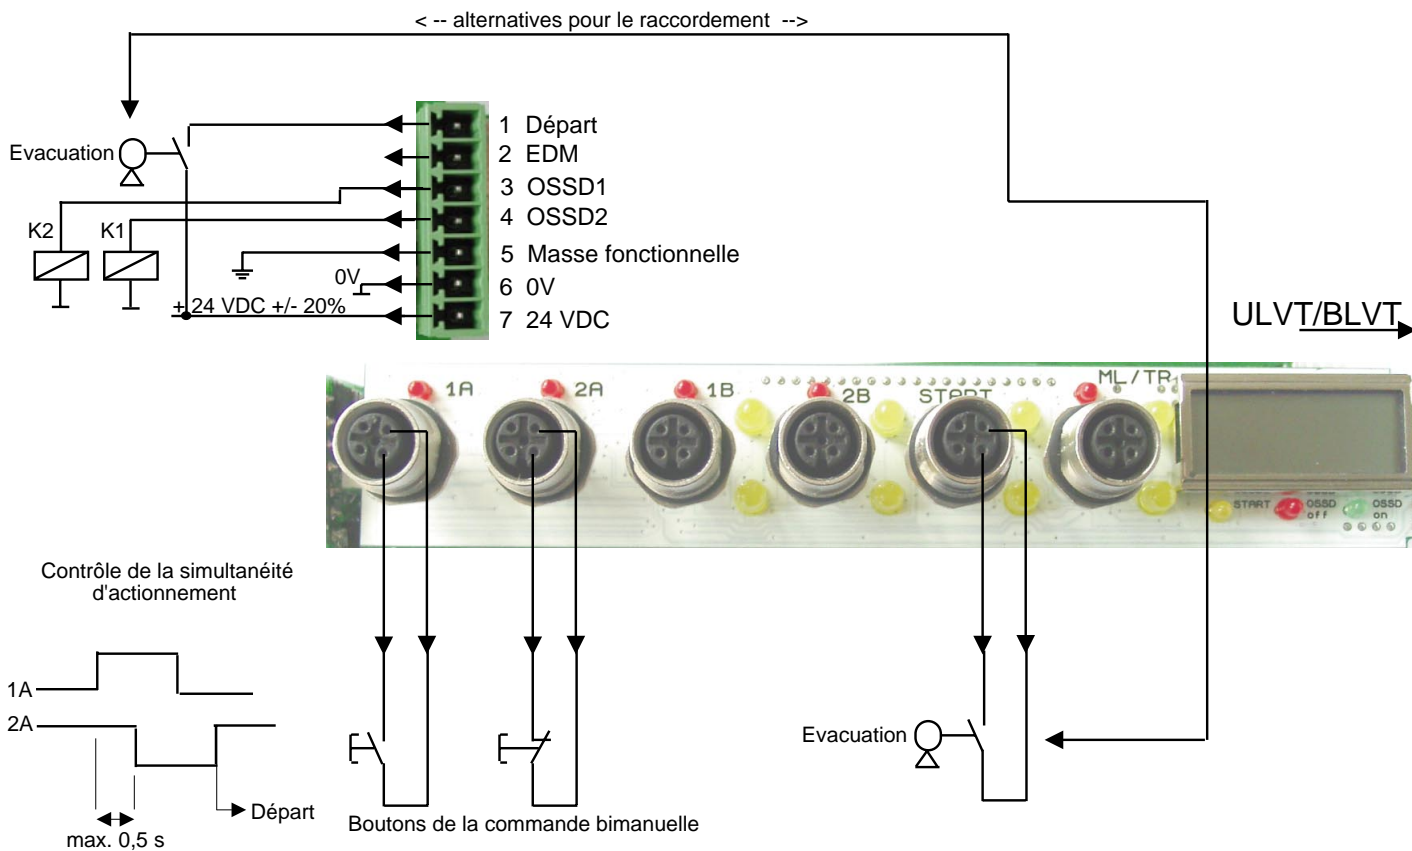 < -- alternatives pour le raccordement -->
1 Départ
Evacuation
2 EDM
3 OSSD1
4 OSSD2
K2 K1
5 Masse fonctionnelle
0V
6 0V
+ 24 VDC +/- 20%
7 24 VDC
ULVT/BLVT
1A 2A 1B 2B START ML/TR
START OSSD off OSSD on
Contrôle de la simultanéité
d'actionnement
1A
2A
Evacuation
Départ
max. 0,5 s
Boutons de la commande bimanuelle